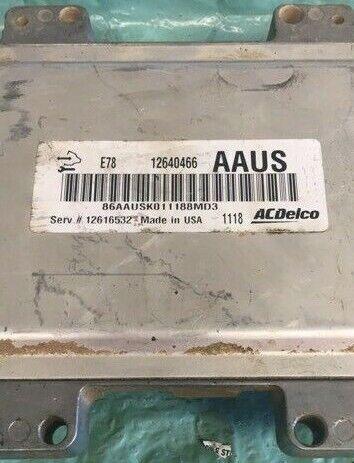 E78 12640466 AAUS
86AAUSK011188MD3
Serv.# 12616532 Made in USA 1118 ACDelco